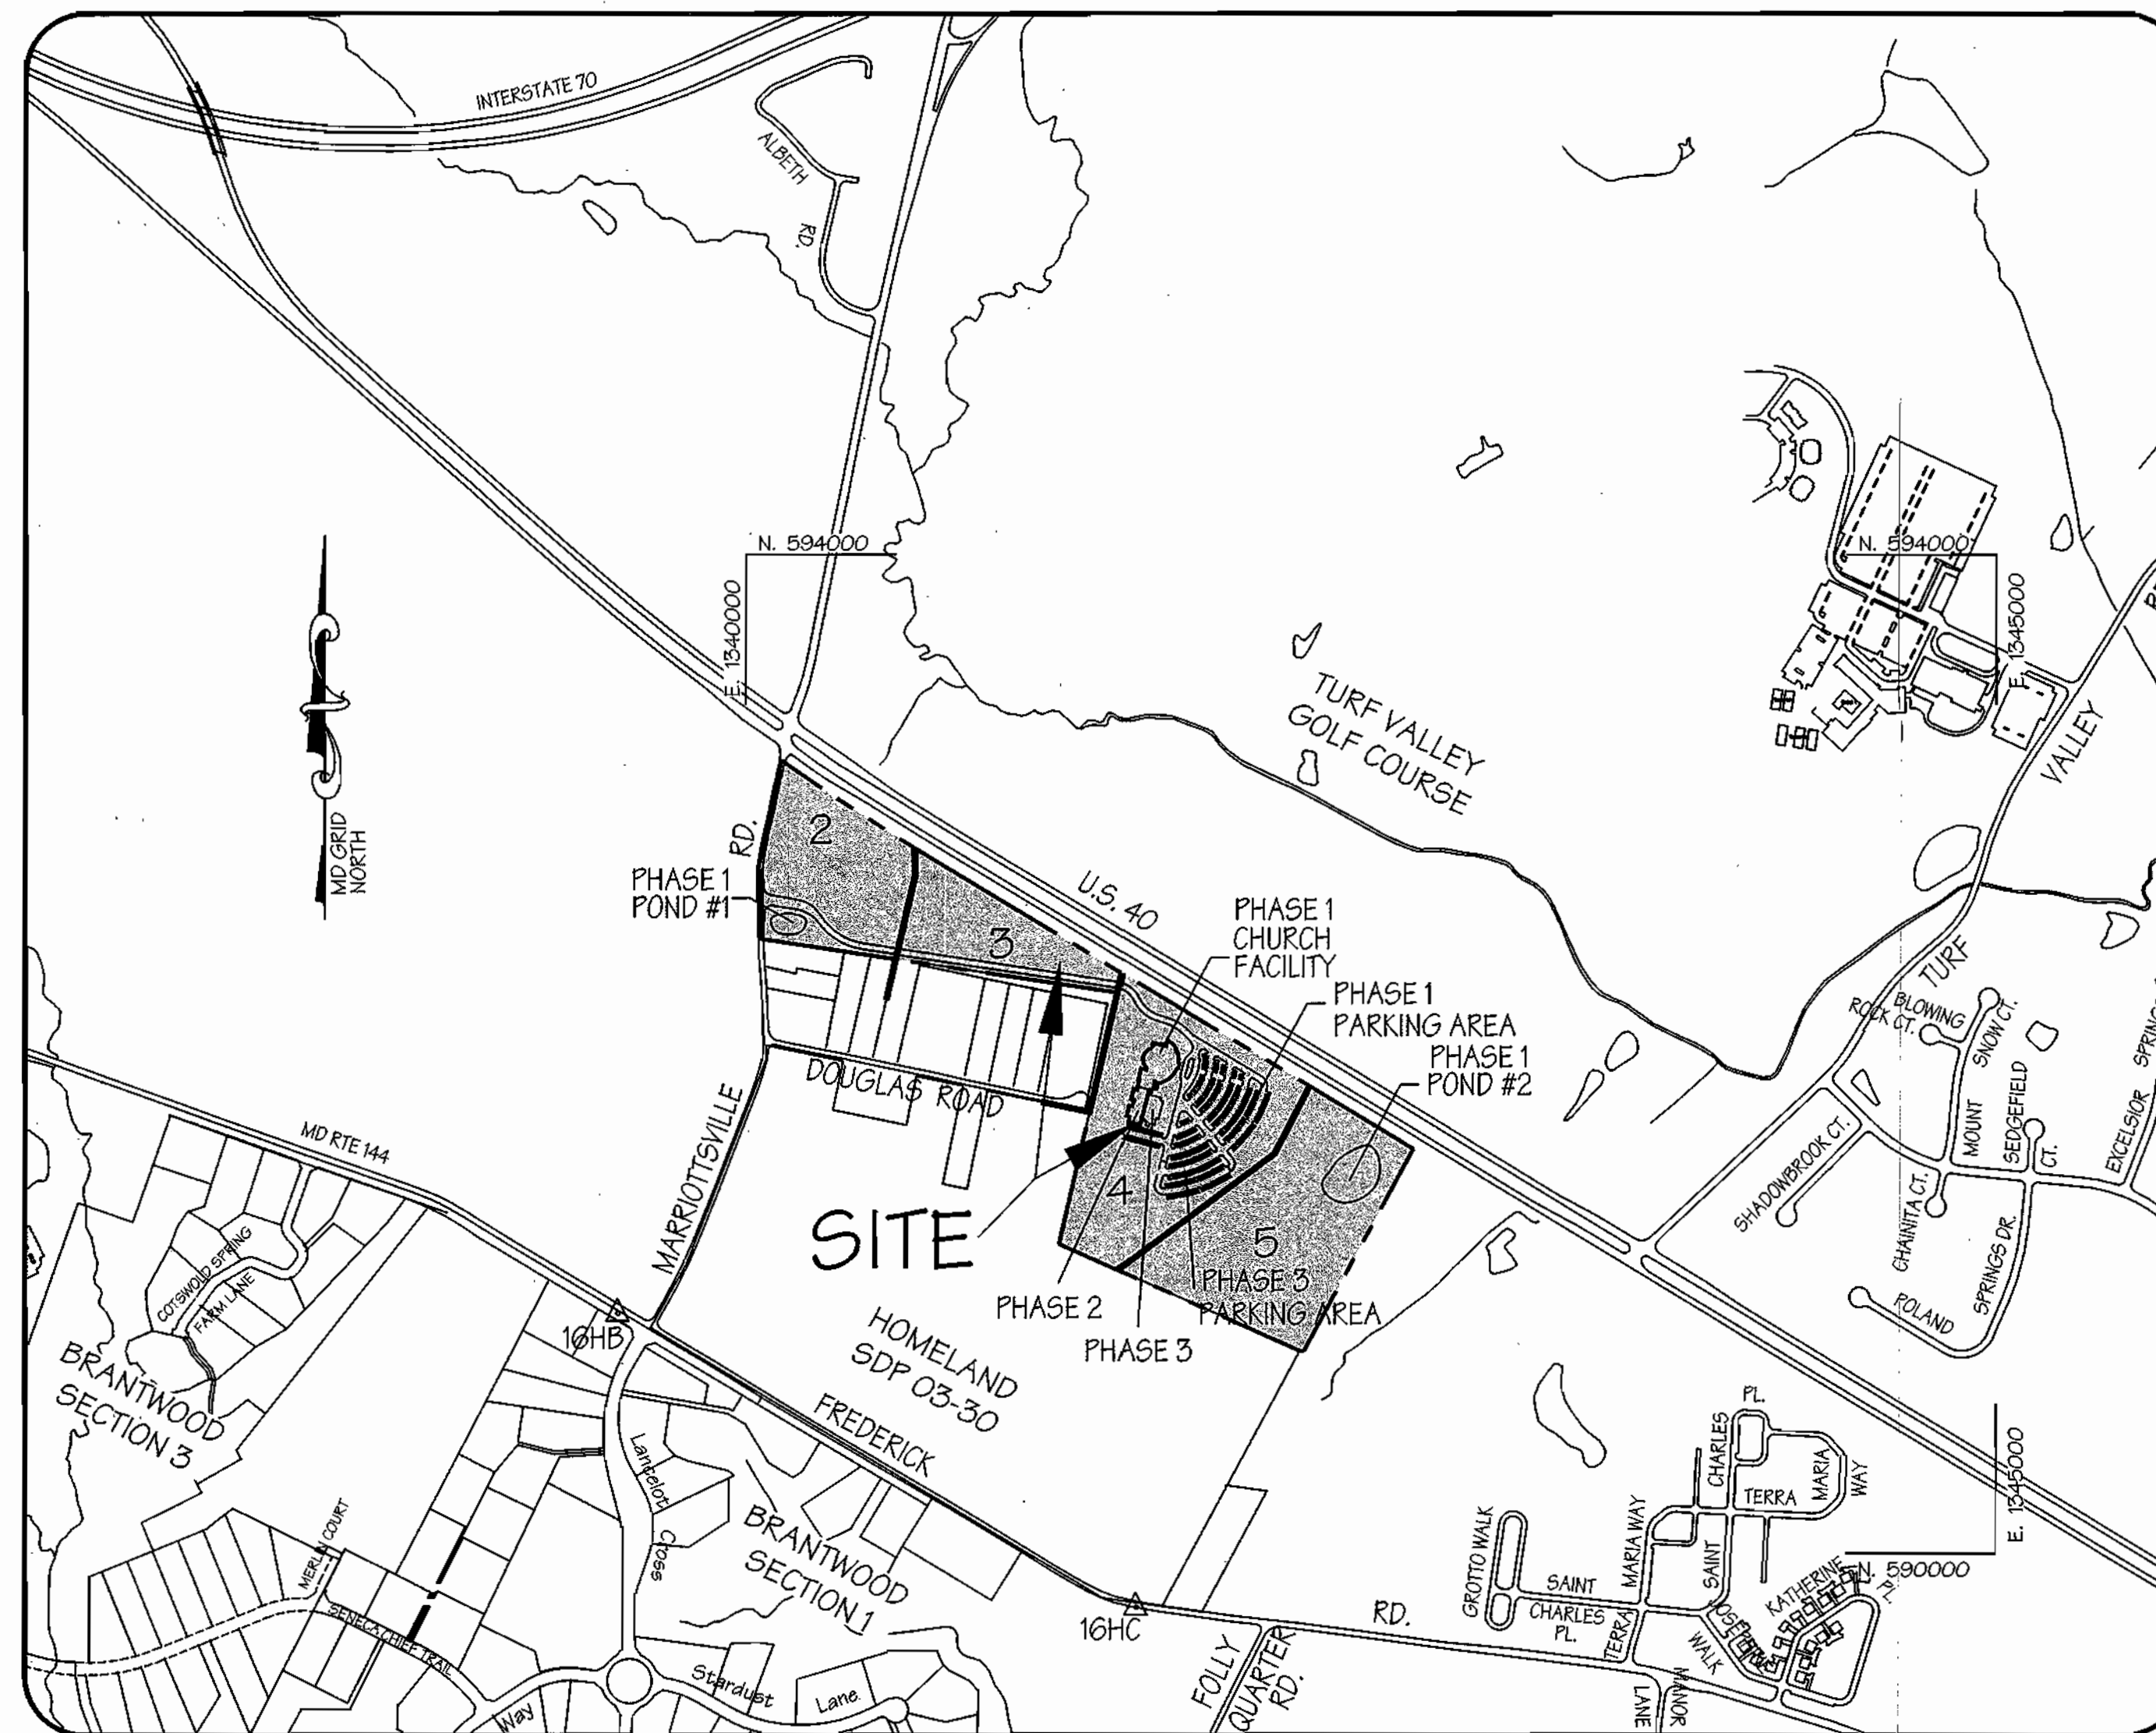 INTERSTATE 70
ALBETH
RD.
N. 594000
E. 1340000
N. 594000
E. 1345000
MD GRID
NORTH
TURF VALLEY
GOLF COURSE
VALLEY
TURF
RD.
2
PHASE 1
POND #1
3
U.S. 40
PHASE 1
CHURCH
FACILITY
PHASE 1
PARKING AREA
PHASE 1
POND #2
DOUGLAS ROAD
MARRIOTTSVILLE
MD RTE 144
SITE
4
5
PHASE 3
PARKING AREA
PHASE 2
PHASE 3
BLOWING
ROCK CT.
SNOW CT.
MOUNT
SEDGEFIELD
CT.
EXCELSIOR
SHADOWBROOK CT.
CHANITA CT.
SPRINGS DR.
ROLAND
COTSWOLD SPRING
FARM LANE
16HB
HOMELAND
SDP 03-30
FREDERICK
BRANTWOOD
SECTION 3
Lancelot
Cross
BRANTWOOD
SECTION 1
MERLIN COURT
SENECA CHIEF TRAIL
Way
Stardust
Lane
16HC
RD.
FOLLY
QUARTER
RD.
GROTTO WALK
SAINT
CHARLES
PL.
MARIA WAY
TERRA
SAINT
CHARLES
PL.
TERRA
MARIA
WAY
E. 1345000
N. 590000
KATHERINE
PL.
WALK
MANOR
LANE